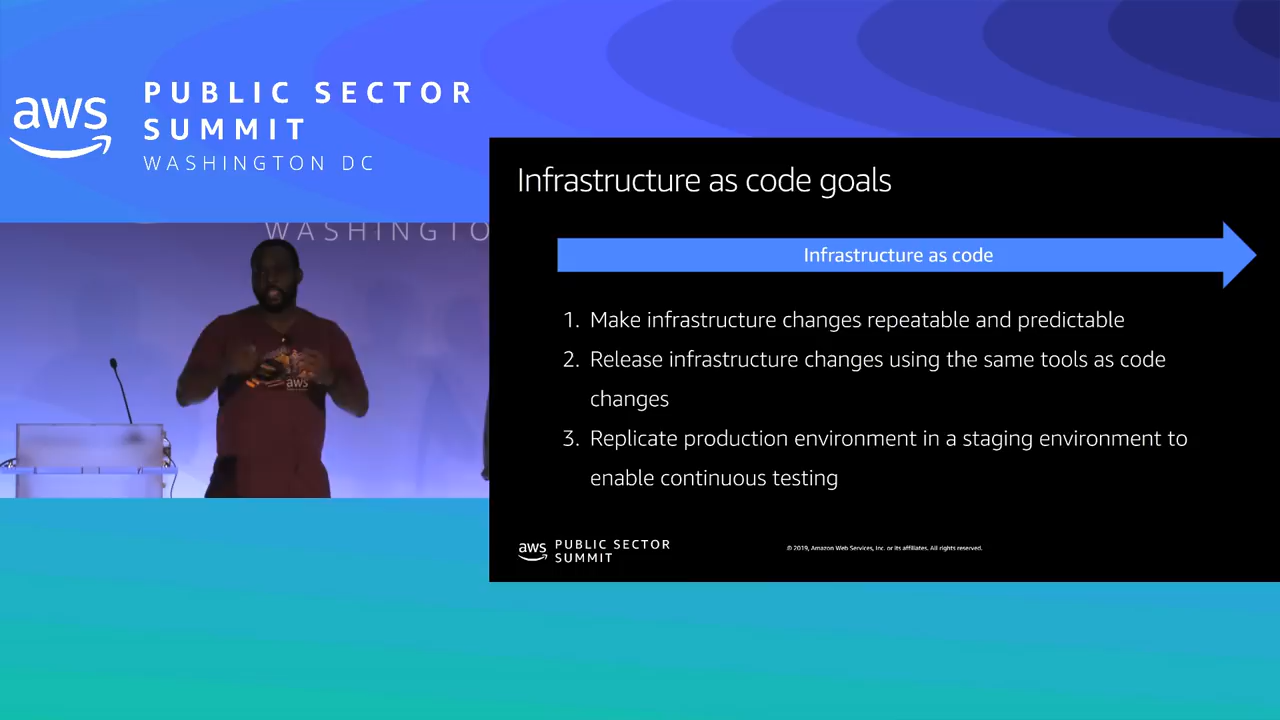 aws
PUBLIC SECTOR
SUMMIT
WASHINGTON DC
WASHINGTO
aws
Infrastructure as code goals
Infrastructure as code
1. Make infrastructure changes repeatable and predictable
2. Release infrastructure changes using the same tools as code
changes
3. Replicate production environment in a staging environment to
enable continuous testing
aws
PUBLIC SECTOR
SUMMIT
© 2019, Amazon Web Services, Inc. or its affiliates. All rights reserved.